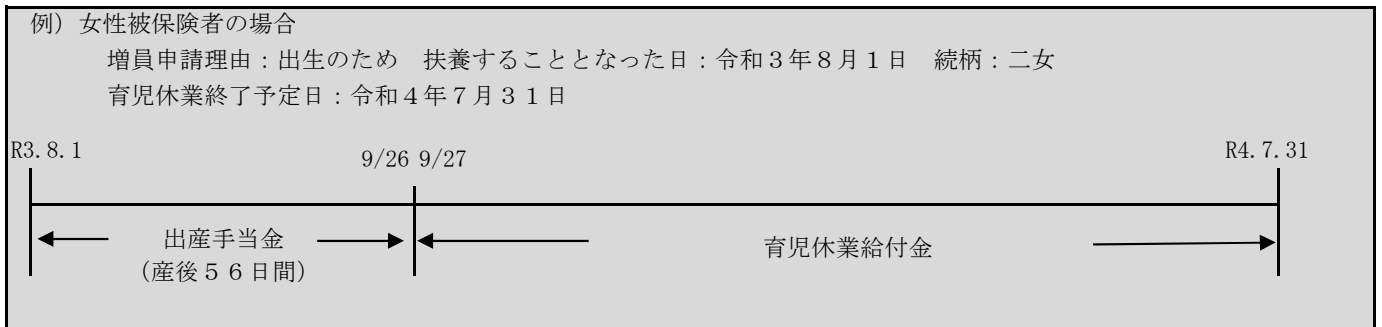 例）女性被保険者の場合
増員申請理由：出生のため　扶養することとなった日：令和３年８月１日　続柄：二女
育児休業終了予定日：令和４年７月３１日
R3.8.1
9/26 9/27
R4.7.31
出産手当金
（産後５６日間）
育児休業給付金